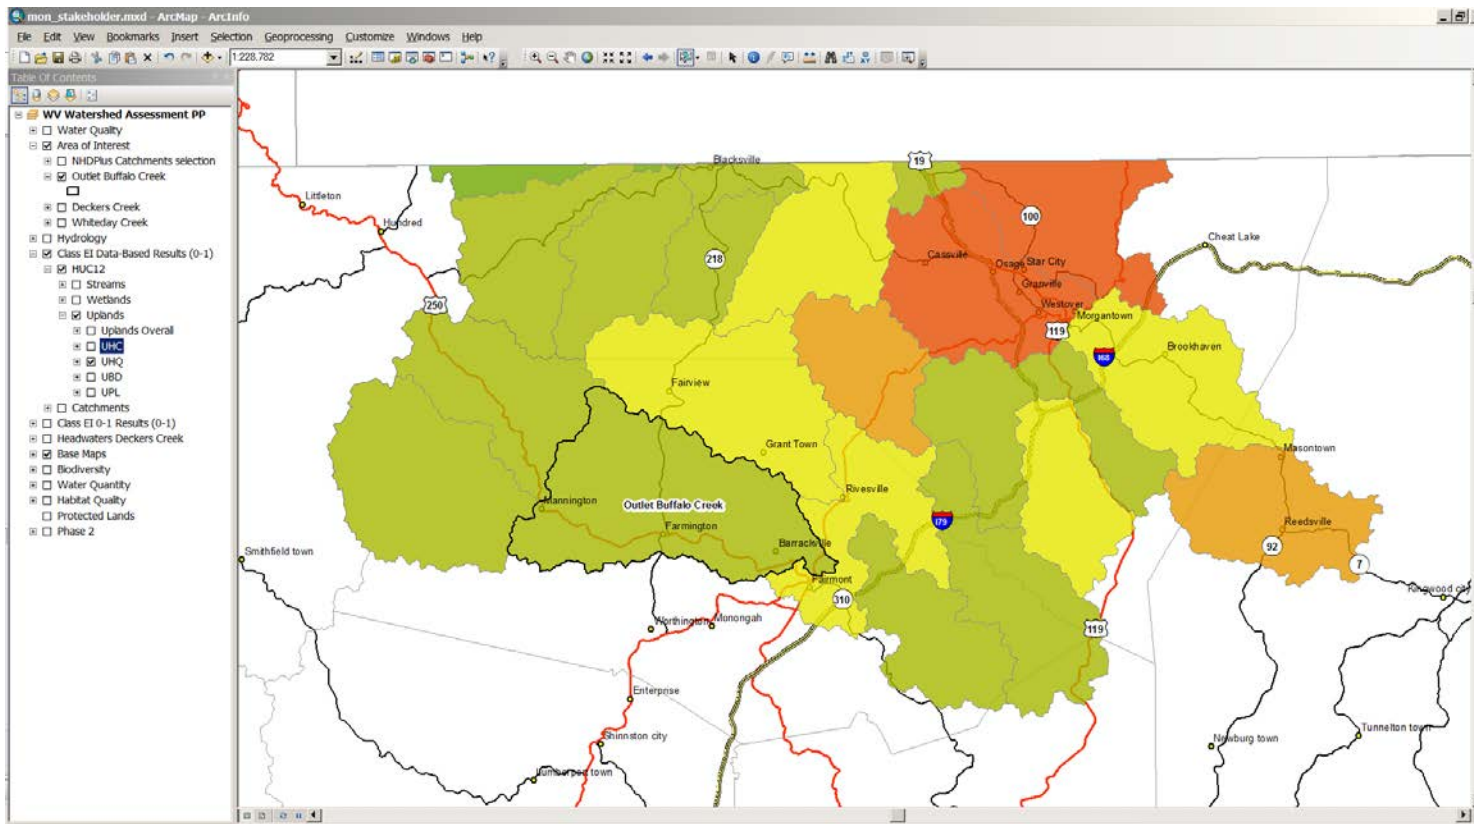 mon_stakeholder.mxd - ArcMap - ArcInfo
File Edit View Bookmarks Insert Selection Geoprocessing Customize Windows Help
1:228,782
Table Of Contents
WV Watershed Assessment PP
Water Quality
Area of Interest
NHDPlus Catchments selection
Outlet Buffalo Creek
Deckers Creek
Whiteday Creek
Hydrology
Class EI Data-Based Results (0-1)
HUC12
Streams
Wetlands
Uplands
Uplands Overall
UHC
UHQ
UBD
UPL
Catchments
Class EI 0-1 Results (0-1)
Headwaters Deckers Creek
Base Maps
Biodiversity
Water Quantity
Habitat Quality
Protected Lands
Phase 2
Blacksville
19
Littleton
Hundred
100
Cheat Lake
218
Cassville
Osage
Star City
Granville
250
Westover
Morgantown
119
Brookhaven
168
Fairview
Grant Town
Masontown
Rivesville
Mannington
Outlet Buffalo Creek
179
Farmington
Reedsville
Barrackville
92
Smithfield town
7
Fairmont
310
Kingwood city
Worthington
Monongah
119
Enterprise
Shinnston city
Newburg town
Tunnelton town
Lumberport town